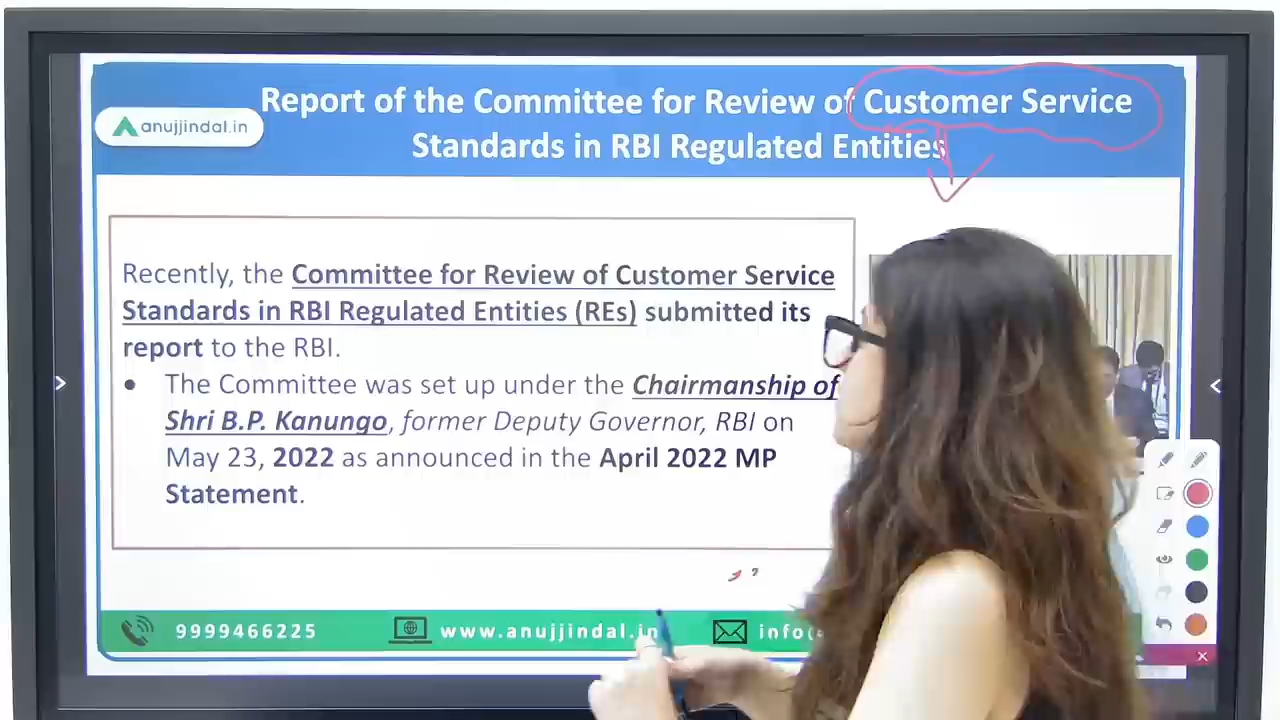 Report of the Committee for Review of Customer Service
anujjindal.in
Standards in RBI Regulated Entities
Recently, the Committee for Review of Customer Service
Standards in RBI Regulated Entities (REs) submitted its
report to the RBI.
• The Committee was set up under the Chairmanship of
Shri B.P. Kanungo, former Deputy Governor, RBI on
May 23, 2022 as announced in the April 2022 MP
Statement.
9999466225
www.anujjindal.in